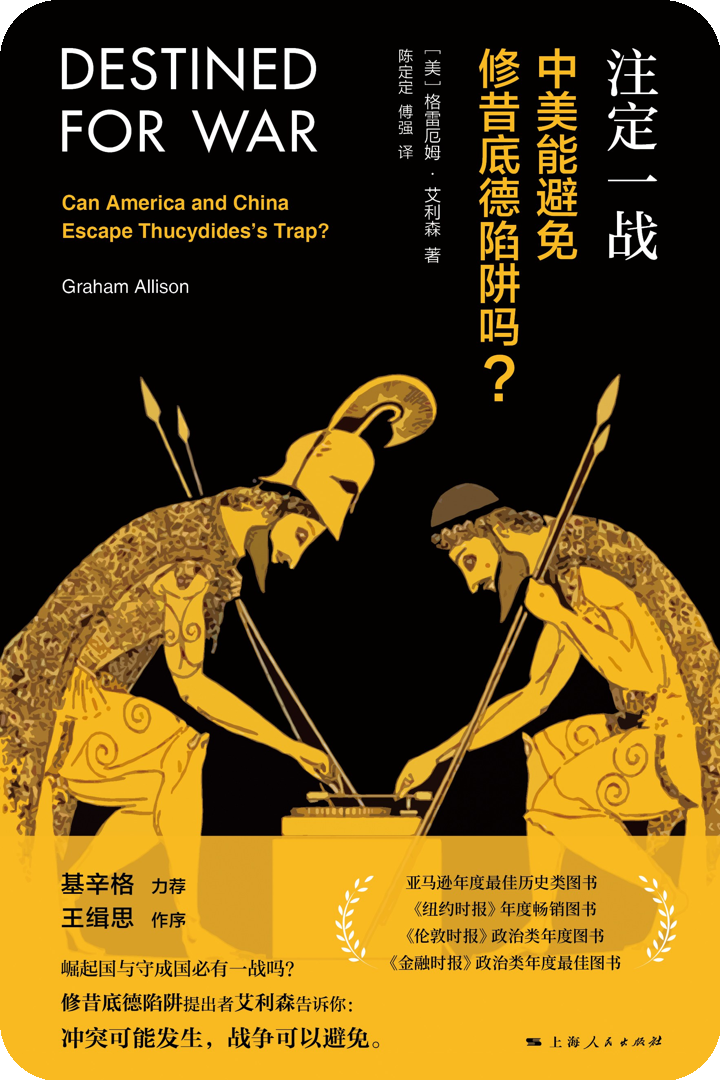 DESTINED
FOR WAR
Can America and China
Escape Thucydides's Trap?
Graham Allison
注定一战
中美能避免
修昔底德陷阱吗？
［美］格雷厄姆·艾利森 著
陈定定 傅强 译
基辛格 力荐
王缉思 作序
崛起国与守成国必有一战吗？
修昔底德陷阱提出者艾利森告诉你：
冲突可能发生，战争可以避免。
亚马逊年度最佳历史类图书
《纽约时报》年度畅销图书
《伦敦时报》政治类年度图书
《金融时报》政治类年度最佳图书
上海人民出版社